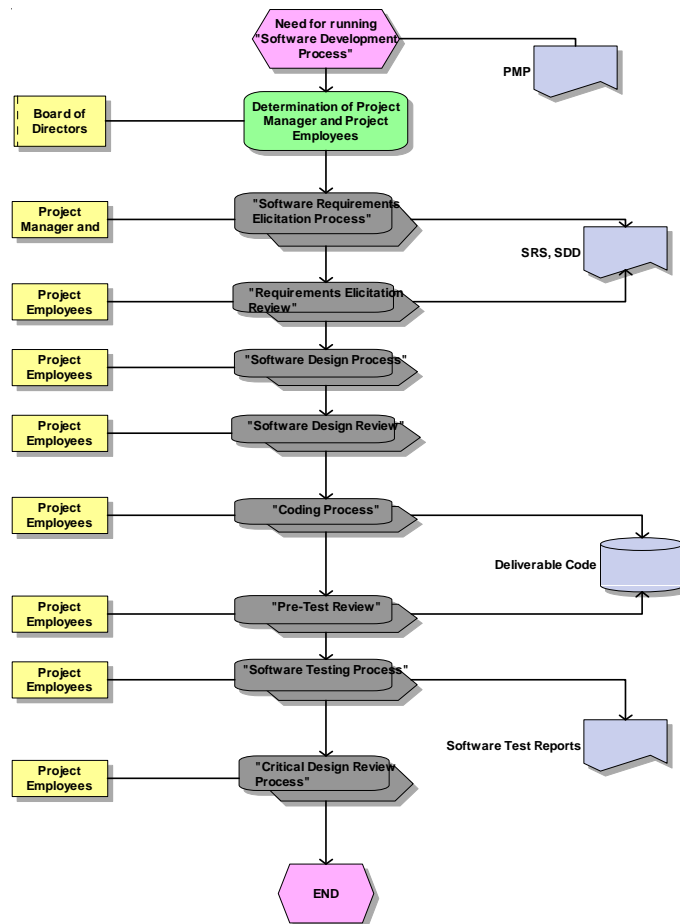 Need for running
"Software Development
Process"
PMP
Board of
Directors
Determination of Project
Manager and Project
Employees
Project
Manager and
"Software Requirements
Elicitation Process"
SRS, SDD
Project
Employees
"Requirements Elicitation
Review"
Project
Employees
"Software Design Process"
Project
Employees
"Software Design Review"
Project
Employees
"Coding Process"
Deliverable Code
Project
Employees
"Pre-Test Review"
Project
Employees
"Software Testing Process"
Software Test Reports
Project
Employees
"Critical Design Review
Process"
END